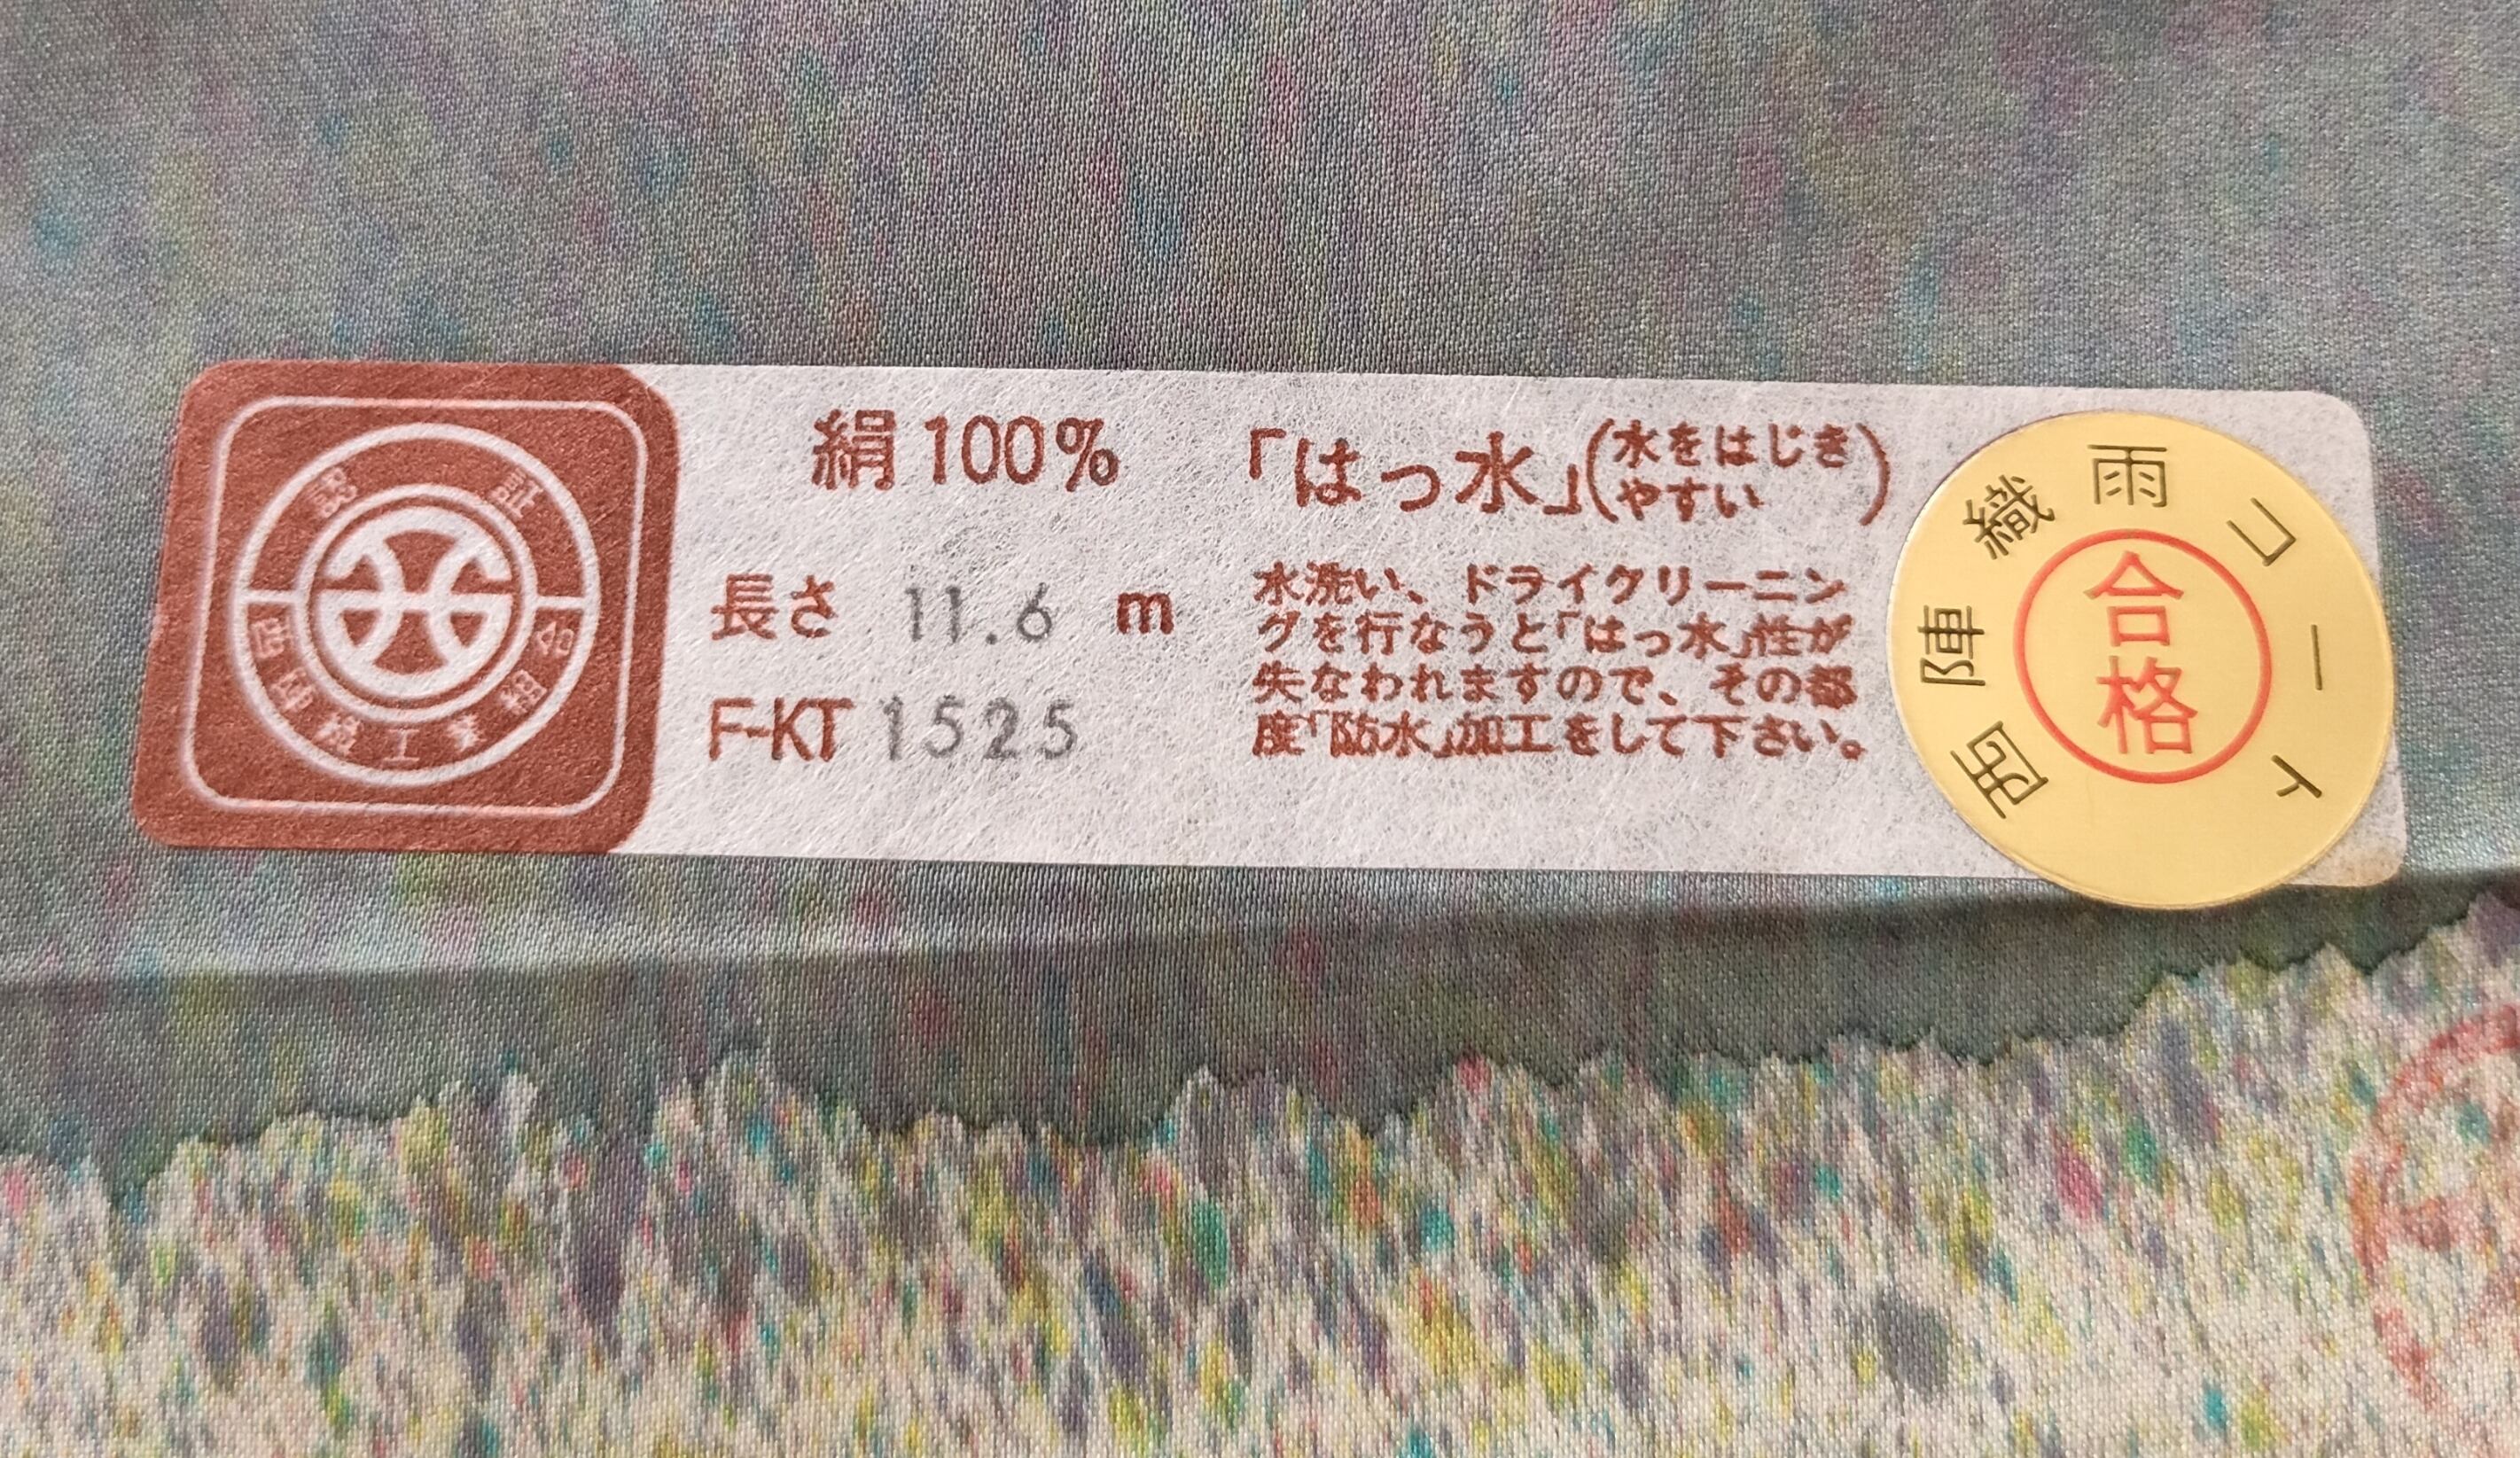 認証
西陣織工業組合
絹100%
長さ 11.6 m
F-KT 1525
「はっ水」(水をはじき
やすい)
水洗い、ドライクリーニン
グを行なうと「はっ水」性が
失なわれますので、その都
度「防水」加工をして下さい。
西陣織雨コート
合格